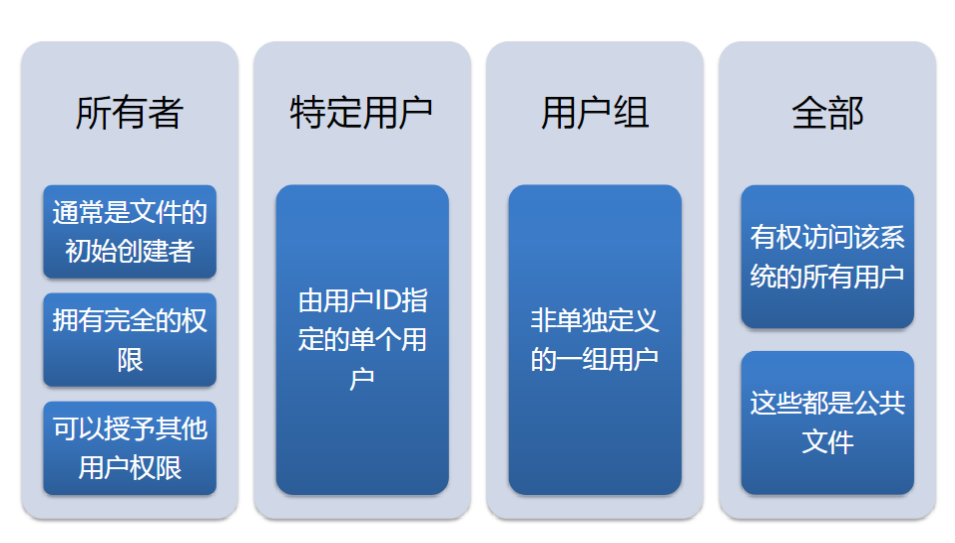 所有者
通常是文件的
初始创建者
拥有完全的权
限
可以授予其他
用户权限
特定用户
由用户ID指
定的单个用
户
用户组
非单独定义
的一组用户
全部
有权访问该系
统的所有用户
这些都是公共
文件